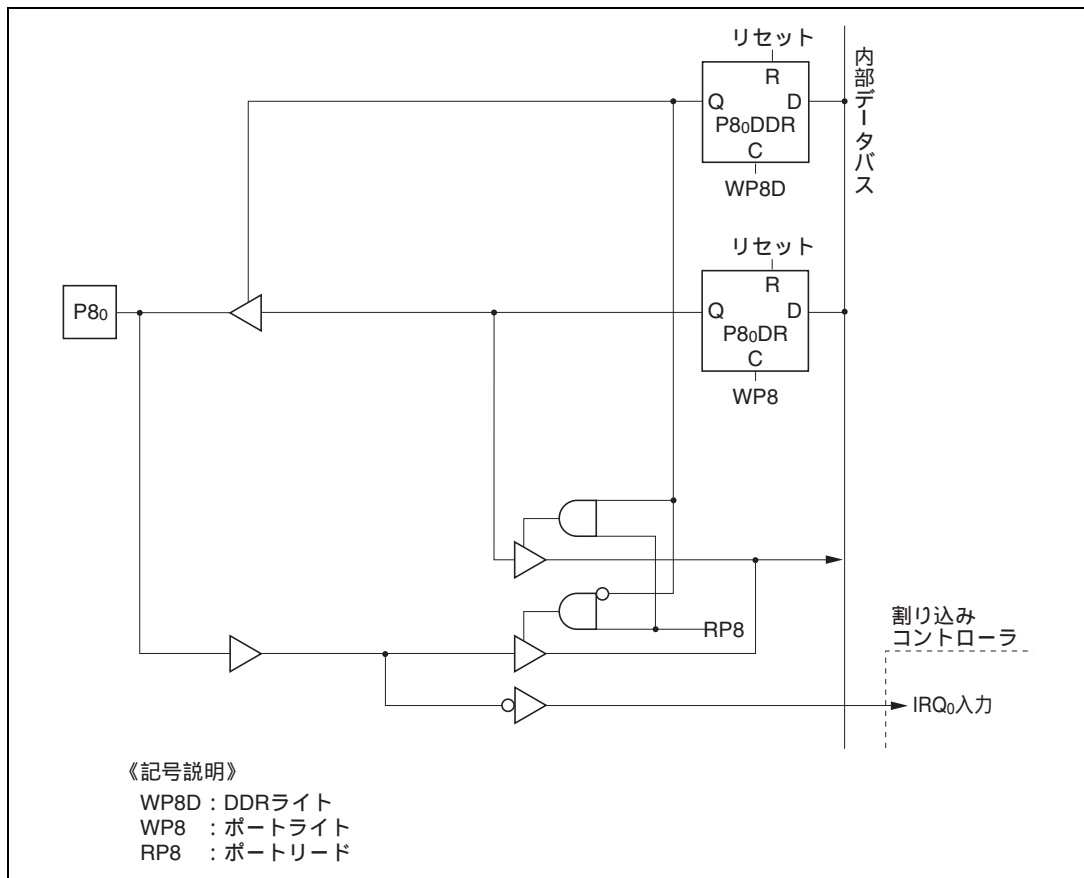 リセット
R
Q D
P8₀DDR
C
WP8D
内部データバス
リセット
R
Q D
P8₀DR
C
WP8
P8₀
RP8
割り込み
コントローラ
IRQ₀入力
《記号説明》
WP8D : DDRライト
WP8 : ポートライト
RP8 : ポートリード